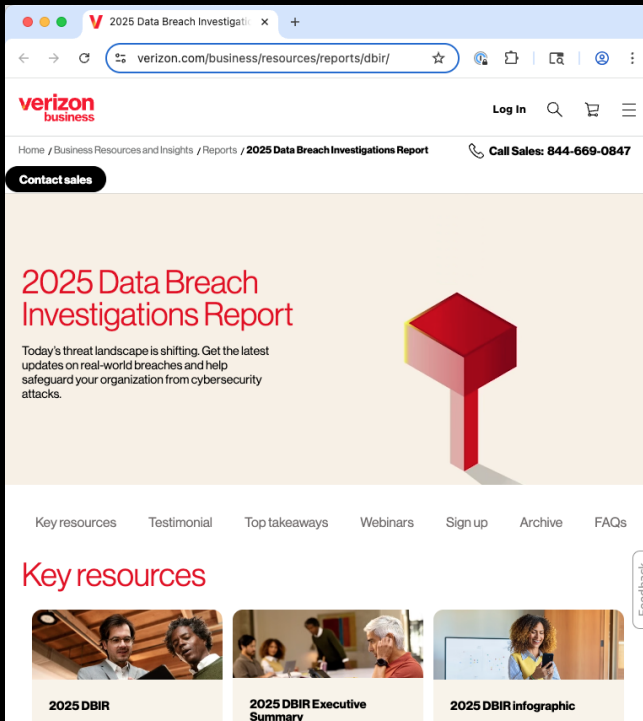 2025 Data Breach Investigati
verizon.com/business/resources/reports/dbir/
verizon
business
Log In
Home / Business Resources and Insights / Reports / 2025 Data Breach Investigations Report
Call Sales: 844-669-0847
Contact sales
2025 Data Breach
Investigations Report
Today's threat landscape is shifting. Get the latest
updates on real-world breaches and help
safeguard your organization from cybersecurity
attacks.
Key resources
Testimonial
Top takeaways
Webinars
Sign up
Archive
FAQs
Feedback
Key resources
2025 DBIR
2025 DBIR Executive
Summary
2025 DBIR infographic